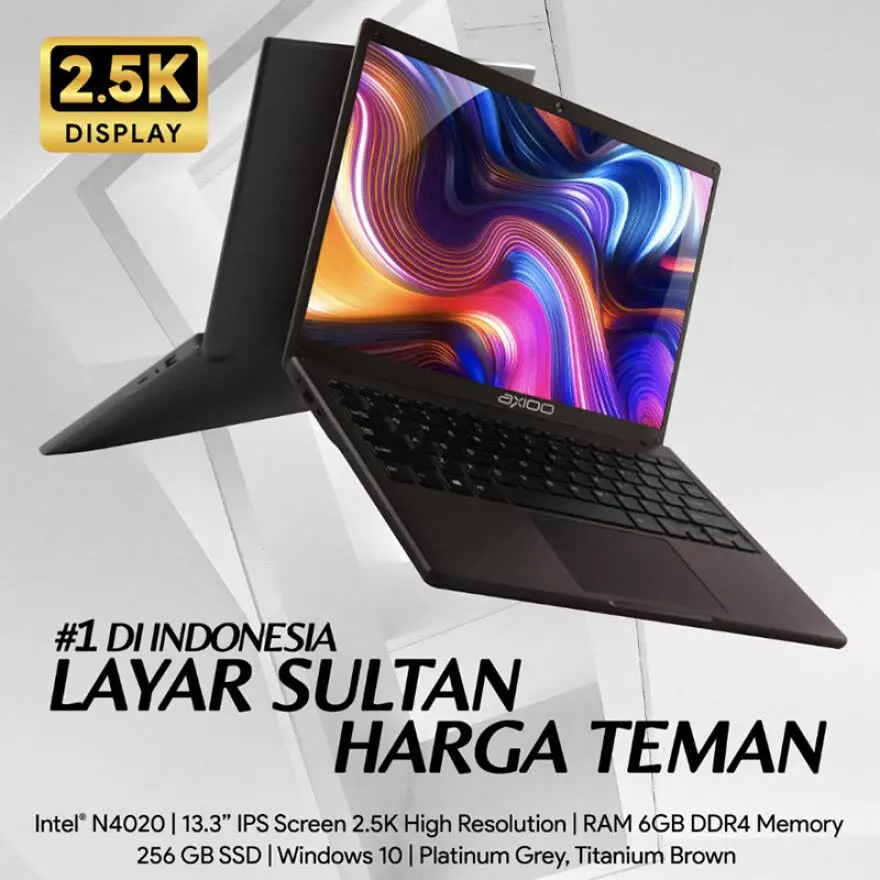 2.5K
DISPLAY
axioo
#1 DI INDONESIA
LAYAR SULTAN
HARGA TEMAN
Intel® N4020 | 13.3” IPS Screen 2.5K High Resolution | RAM 6GB DDR4 Memory
256 GB SSD | Windows 10 | Platinum Grey, Titanium Brown